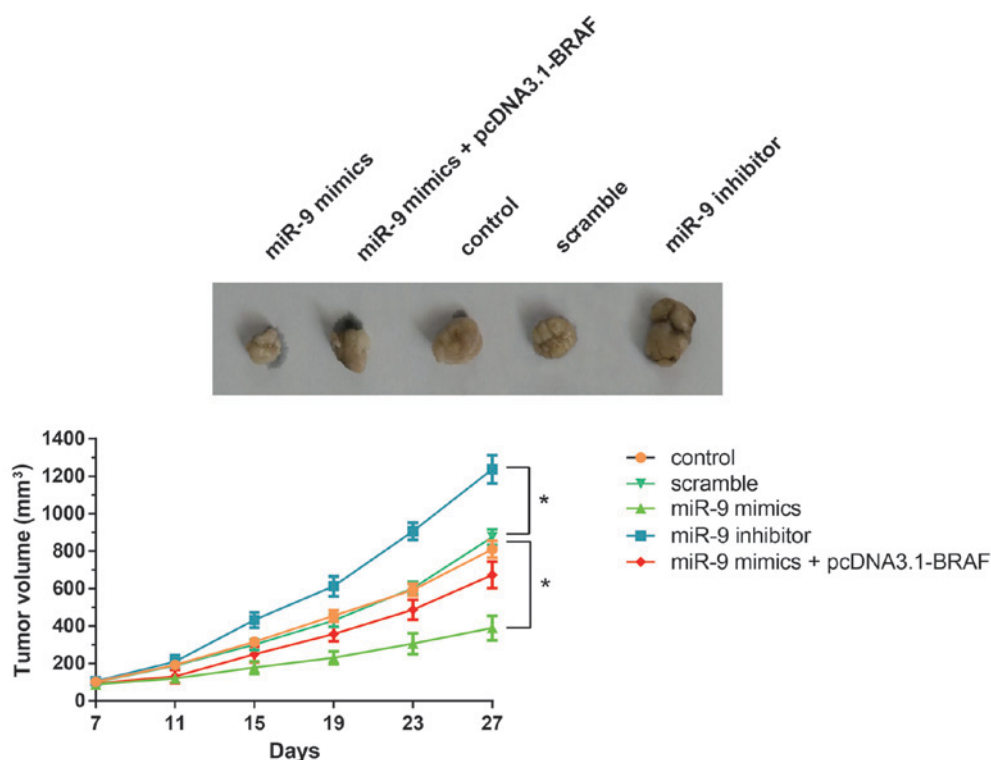 miR-9 mimics
miR-9 mimics + pcDNA3.1-BRAF
control
scramble
miR-9 inhibitor
Tumor volume (mm³)
1400
1200
1000
800
600
400
200
0
7 11 15 19 23 27
Days
*
*
control
scramble
miR-9 mimics
miR-9 inhibitor
miR-9 mimics + pcDNA3.1-BRAF